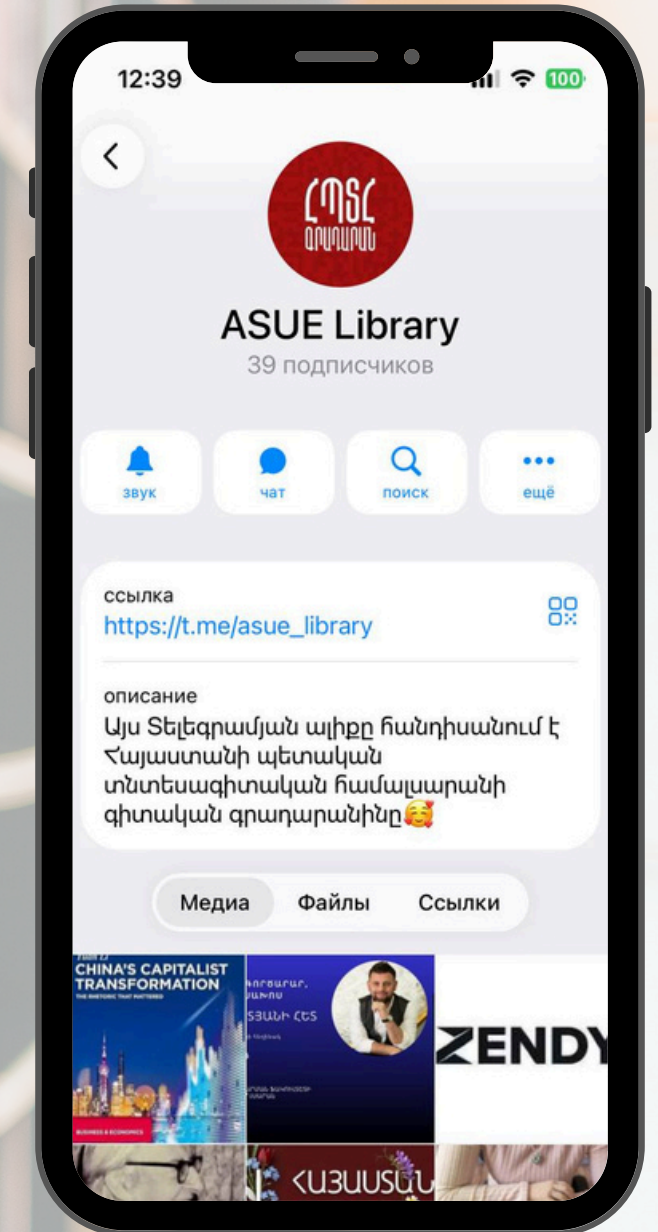 12:39
100
ՀՊՏՀ
ԳՐԱԴԱՐԱՆ
ASUE Library
39 подписчиков
звук
чат
поиск
ещё
ссылка
https://t.me/asue_library
описание
Այս Տելեգրամյան ալիքը հանդիսանում է
Հայաստանի պետական
տնտեսագիտական համալսարանի
գիտական գրադարանինը🥰
Медиа
Файлы
Ссылки
CHINA'S CAPITALIST
TRANSFORMATION
THE RHETORIC THAT MATTERED
BUSINESS & ECONOMICS
ՀԵՏ
ZENDY
ՀԱՅԱՍՏԱՆ